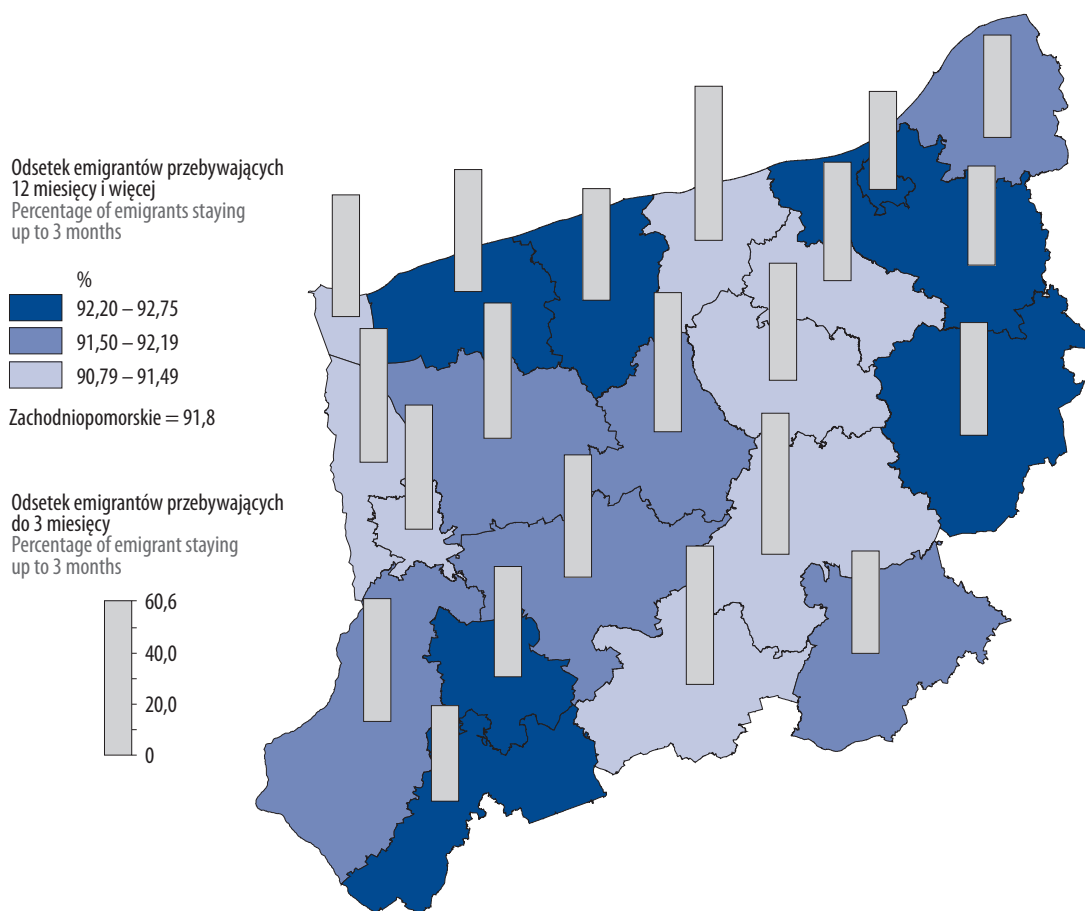 Odsetek emigrantów przebywających
12 miesięcy i więcej
Percentage of emigrants staying
up to 3 months
%
92,20 – 92,75
91,50 – 92,19
90,79 – 91,49
Zachodniopomorskie = 91,8
Odsetek emigrantów przebywających
do 3 miesięcy
Percentage of emigrant staying
up to 3 months
60,6
40,0
20,0
0